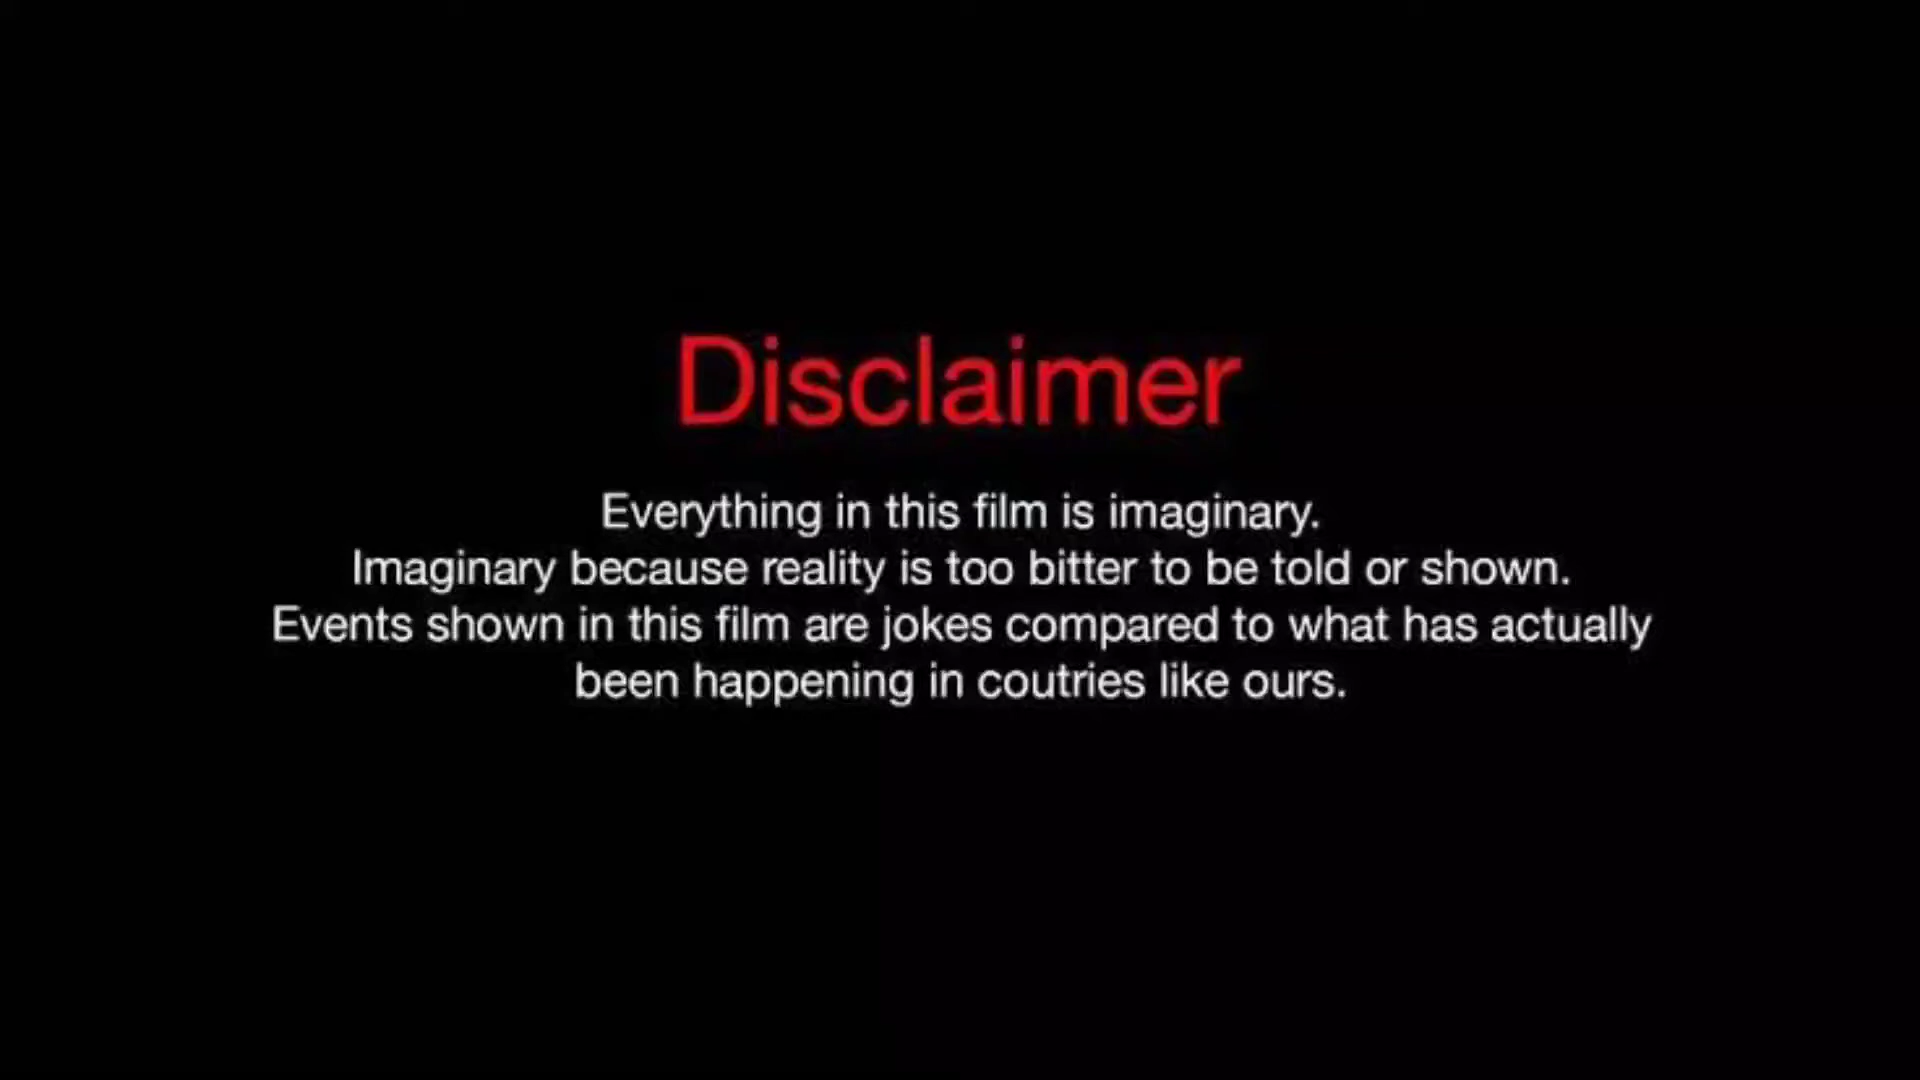 Disclaimer
Everything in this film is imaginary.
Imaginary because reality is too bitter to be told or shown.
Events shown in this film are jokes compared to what has actually
been happening in coutries like ours.